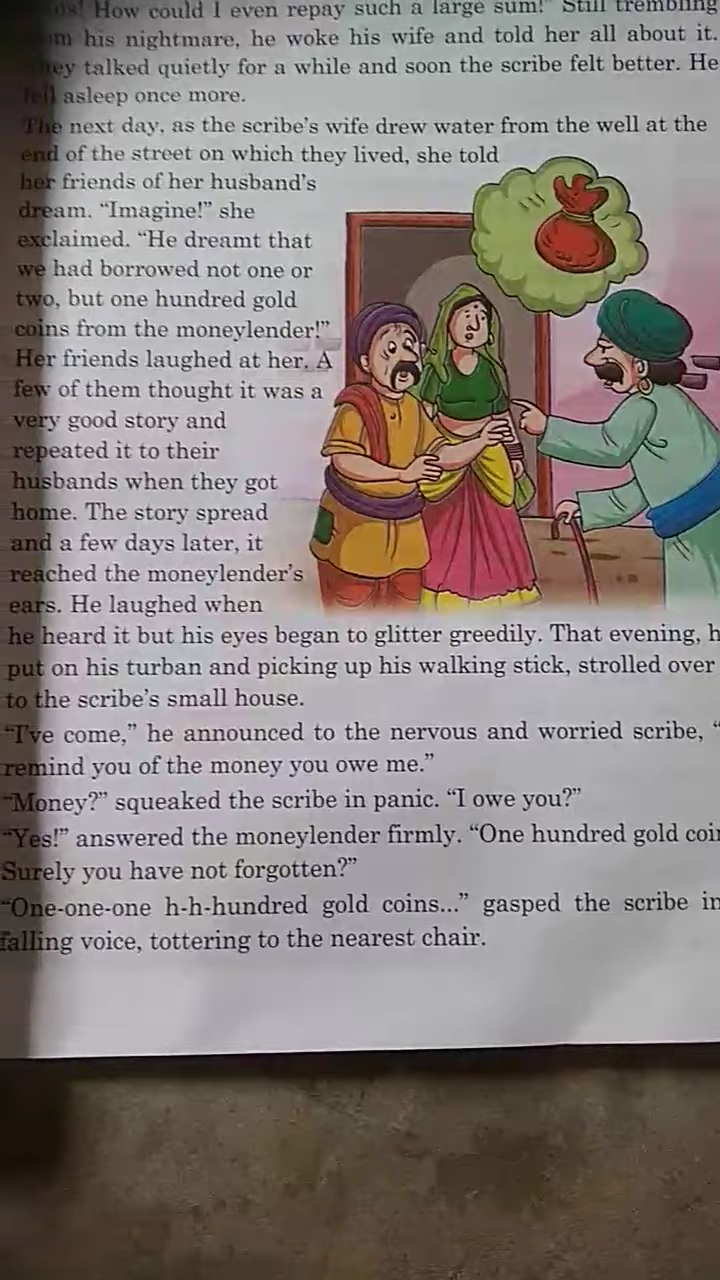 How could I even repay such a large sum!" Still trembling
his nightmare, he woke his wife and told her all about it.
talked quietly for a while and soon the scribe felt better. He
fell asleep once more.
The next day, as the scribe's wife drew water from the well at the
end of the street on which they lived, she told
her friends of her husband's
dream. "Imagine!" she
exclaimed. "He dreamt that
we had borrowed not one or
two, but one hundred gold
coins from the moneylender!"
Her friends laughed at her. A
few of them thought it was a
very good story and
repeated it to their
husbands when they got
home. The story spread
and a few days later, it
reached the moneylender's
ears. He laughed when
he heard it but his eyes began to glitter greedily. That evening,
put on his turban and picking up his walking stick, strolled over
to the scribe's small house.
"I've come," he announced to the nervous and worried scribe, "
remind you of the money you owe me."
"Money?" squeaked the scribe in panic. "I owe you?"
"Yes!" answered the moneylender firmly. "One hundred gold
Surely you have not forgotten?"
"One-one-one h-h-hundred gold coins..." gasped the scribe in
falling voice, tottering to the nearest chair.